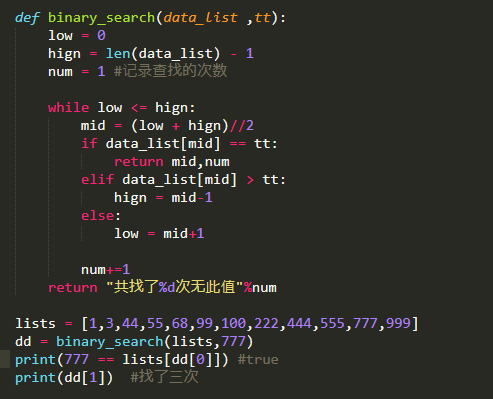 def binary_search(data_list ,tt):
    low = 0
    hign = len(data_list) - 1
    num = 1 #记录查找的次数

    while low <= hign:
        mid = (low + hign)//2
        if data_list[mid] == tt:
            return mid,num
        elif data_list[mid] > tt:
            hign = mid-1
        else:
            low = mid+1

        num+=1
    return "共找了%d次无此值"%num

lists = [1,3,44,55,68,99,100,222,444,555,777,999]
dd = binary_search(lists,777)
print(777 == lists[dd[0]]) #true
print(dd[1])  #找了三次